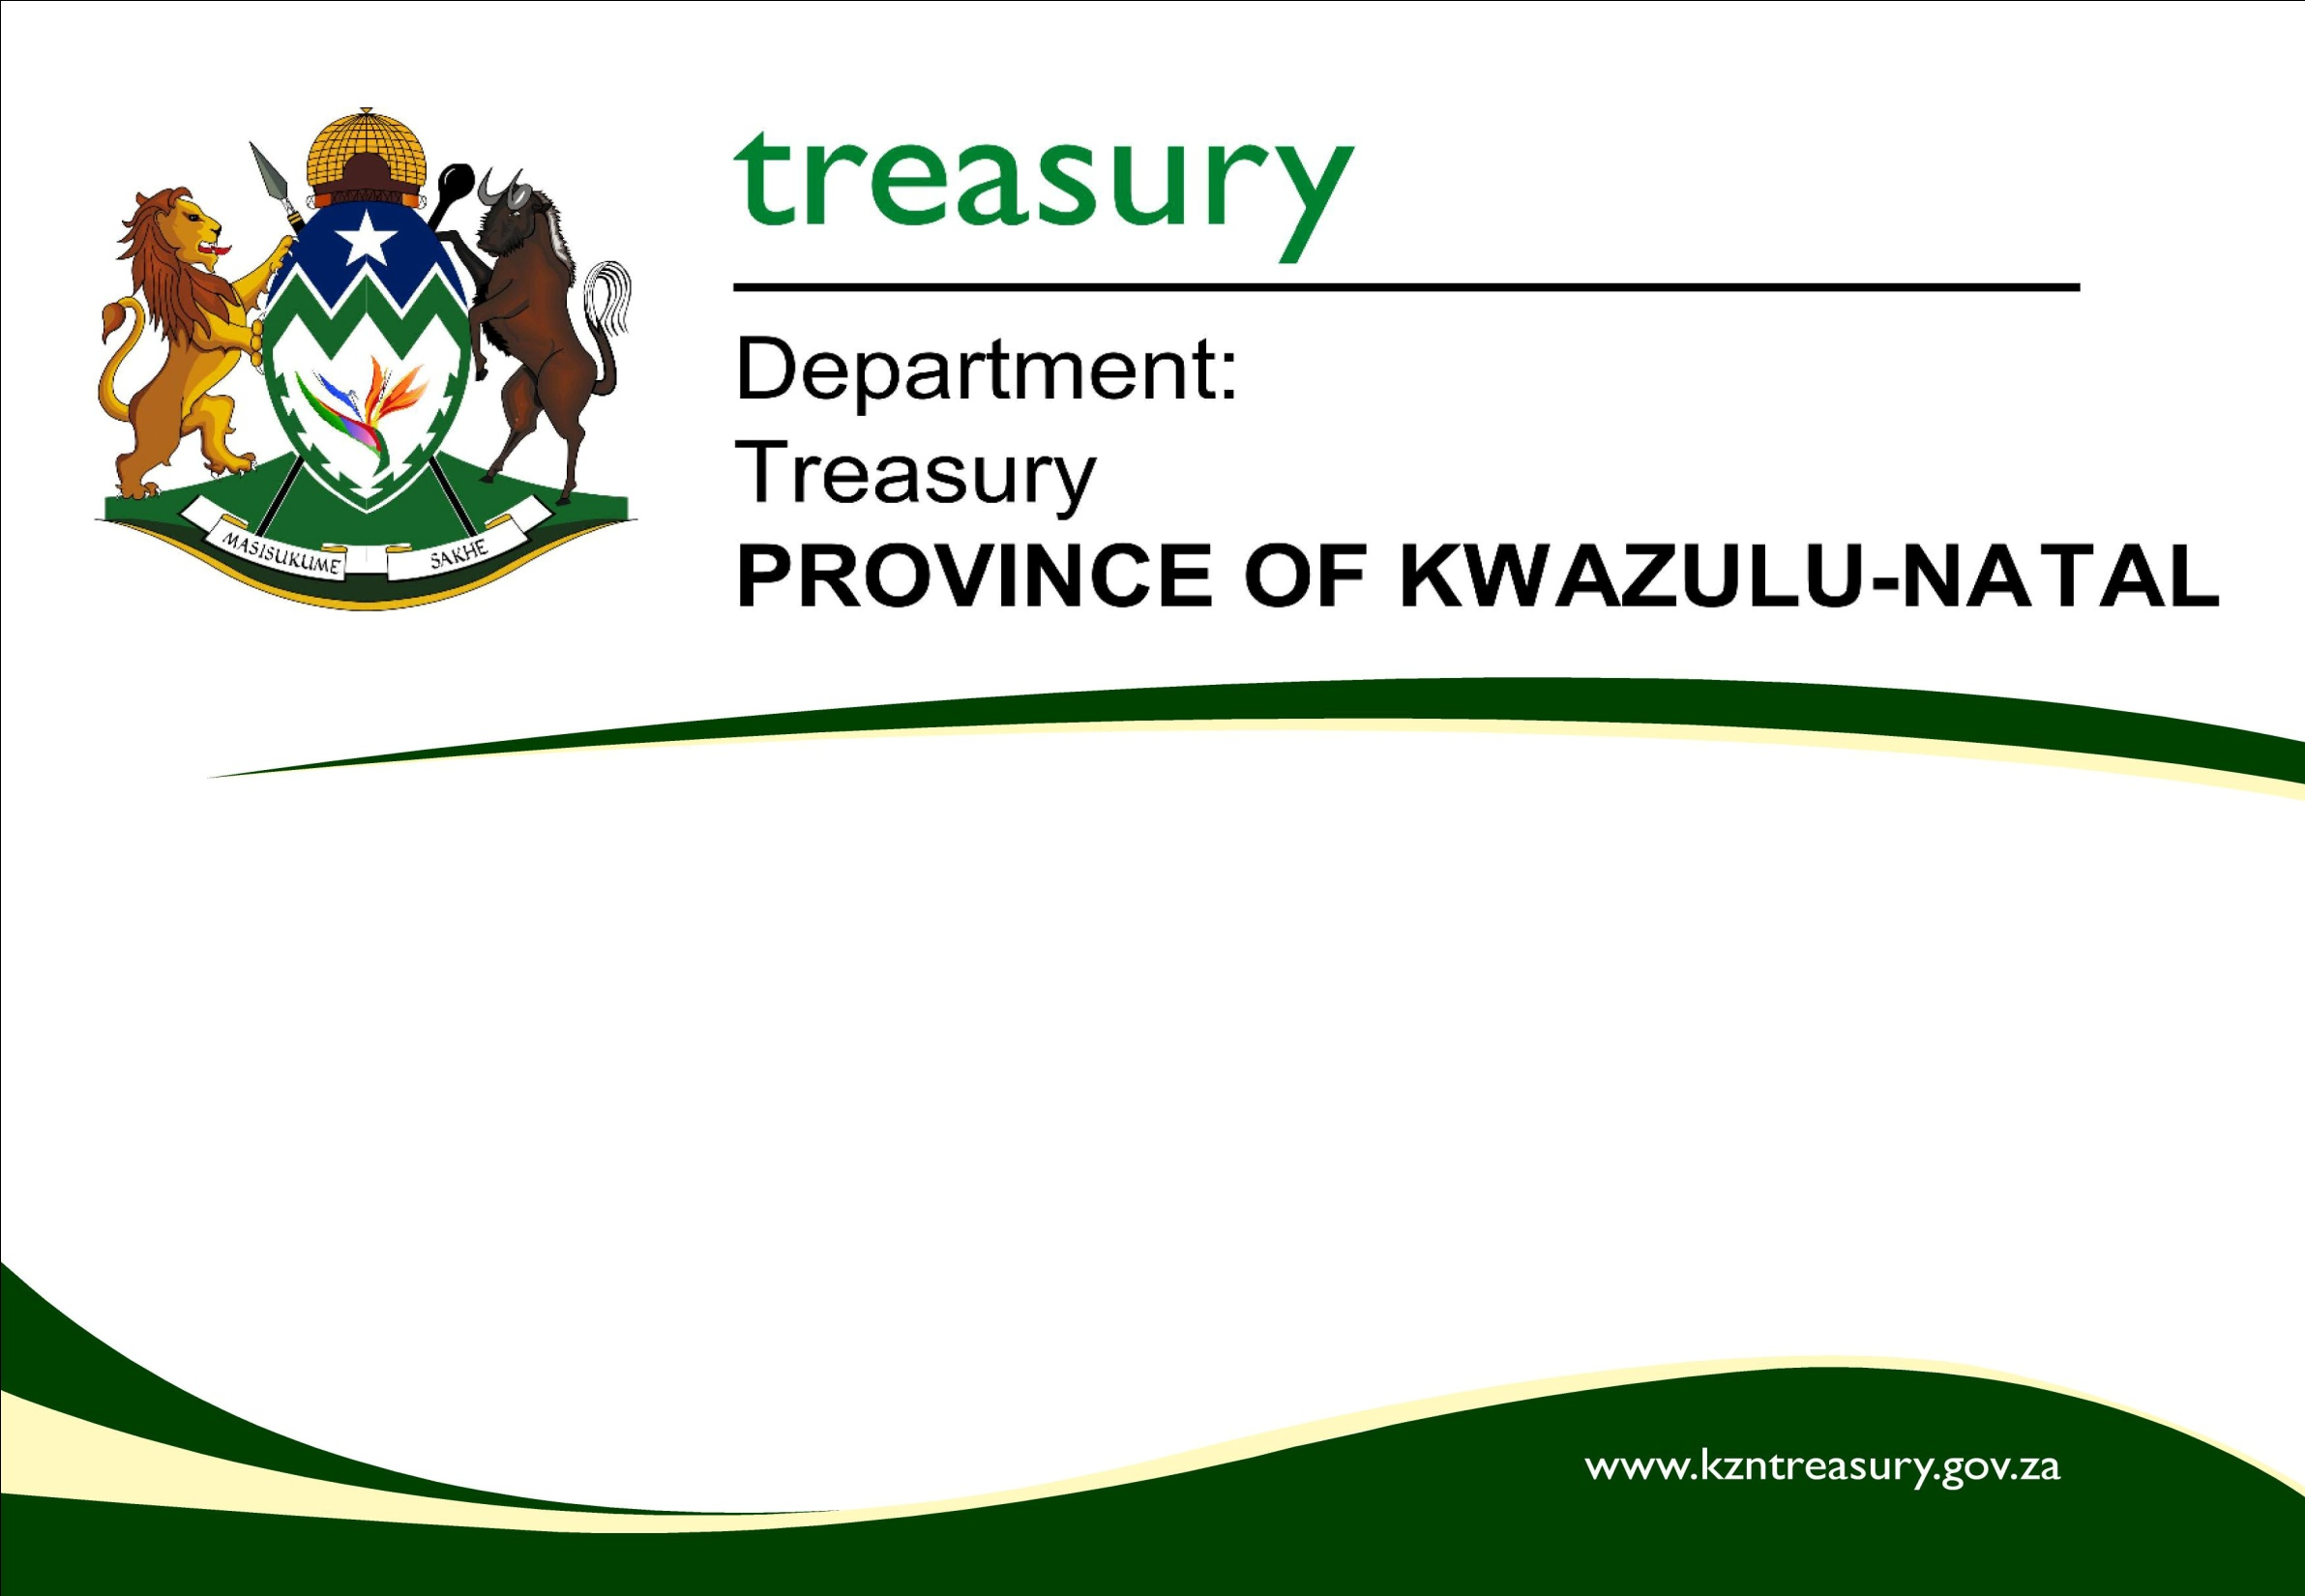 treasury
Department:
Treasury
PROVINCE OF KWAZULU-NATAL
MASISUKUME SAKHE
www.kzntreasury.gov.za